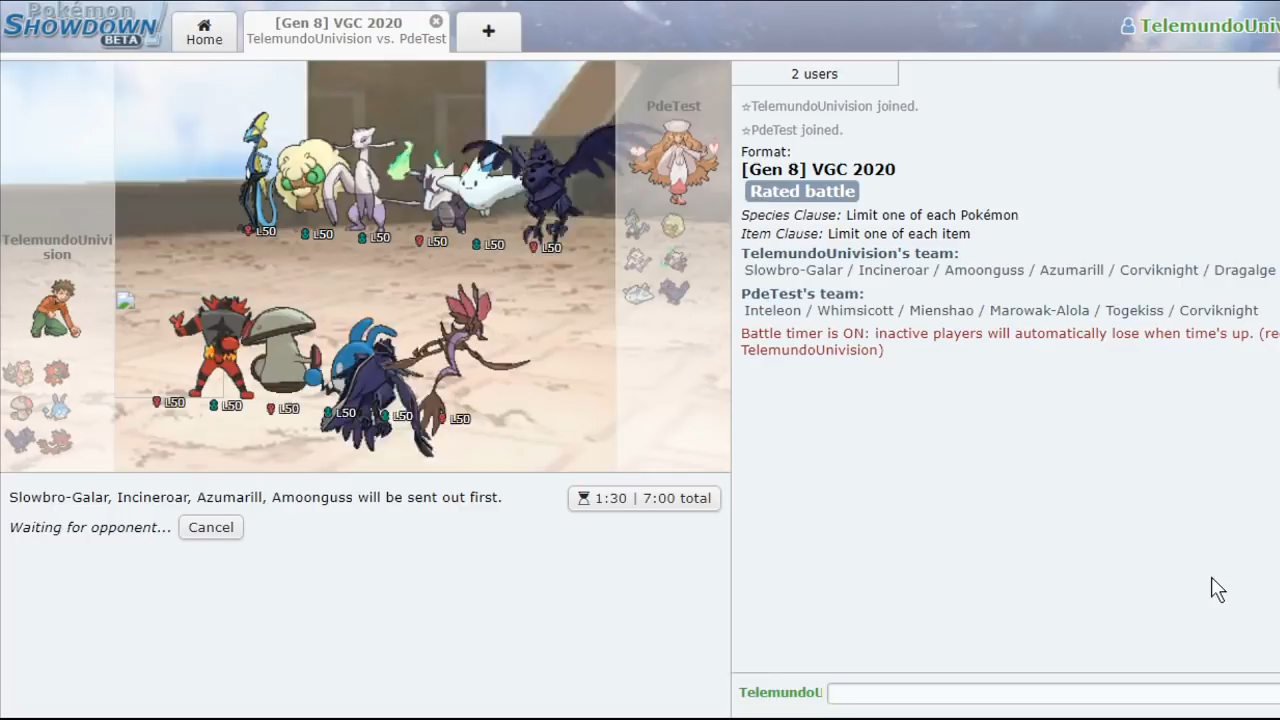 Pokémon
SHOWDOWN
BETA
Home
[Gen 8] VGC 2020
TelemundoUnivision vs. PdeTest
+
TelemundoUniv
TelemundoUnivi
sion
PdeTest
L50
L50
L50
L50
L50
L50
L50
L50
L50
L50
L50
L50
Slowbro-Galar, Incineroar, Azumarill, Amoonguss will be sent out first.
1:30 | 7:00 total
Waiting for opponent...
Cancel
2 users
☆TelemundoUnivision joined.
☆PdeTest joined.
Format:
[Gen 8] VGC 2020
Rated battle
Species Clause: Limit one of each Pokémon
Item Clause: Limit one of each item
TelemundoUnivision's team:
Slowbro-Galar / Incineroar / Amoonguss / Azumarill / Corviknight / Dragalge
PdeTest's team:
Inteleon / Whimsicott / Mienshao / Marowak-Alola / Togekiss / Corviknight
Battle timer is ON: inactive players will automatically lose when time's up. (re
TelemundoUnivision)
TelemundoU